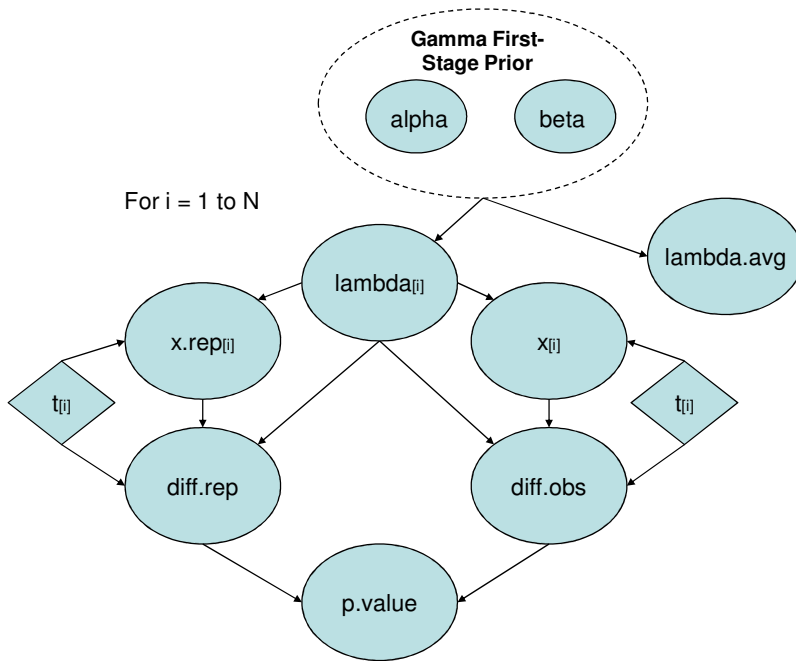 Gamma First-
Stage Prior
alpha
beta
For i = 1 to N
lambda[i]
lambda.avg
x.rep[i]
x[i]
t[i]
t[i]
diff.rep
diff.obs
p.value